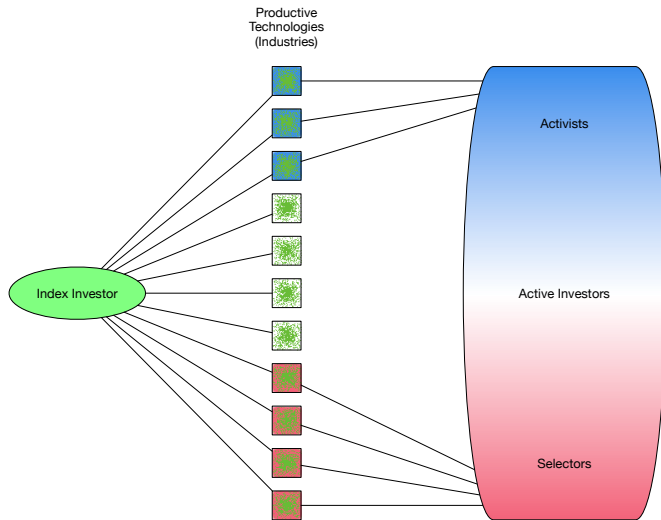 Productive
Technologies
(Industries)
Activists
Index Investor
Active Investors
Selectors